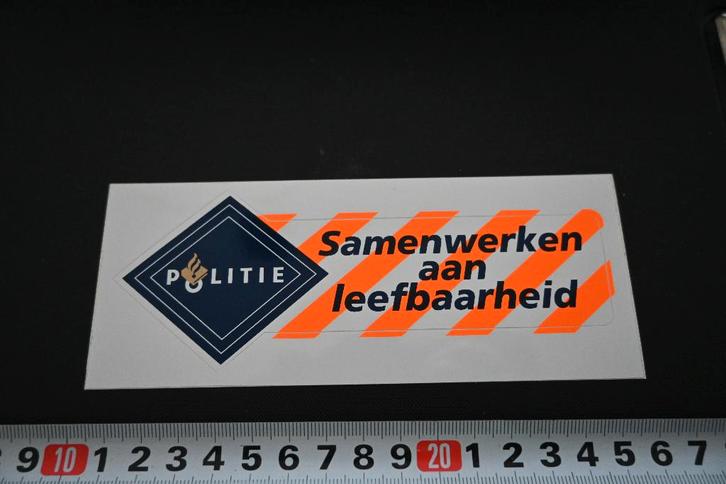 POLITIE
Samenwerken
aan
leefbaarheid
9 10 1 2 3 4 5 6 7 8 9 20 1 2 3 4 5 6 7